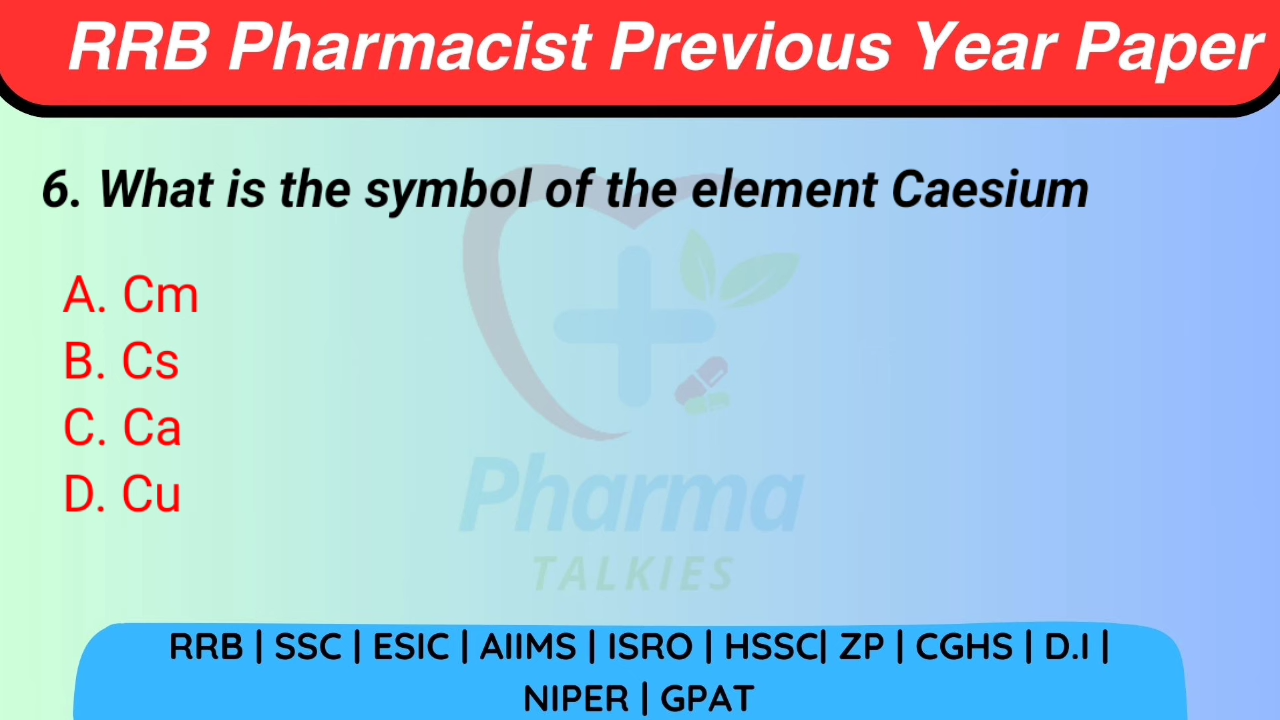 RRB Pharmacist Previous Year Paper
6. What is the symbol of the element Caesium
A. Cm
B. Cs
C. Ca
D. Cu
Pharma
TALKIES
RRB | SSC | ESIC | AIIMS | ISRO | HSSC| ZP | CGHS | D.I |
NIPER | GPAT